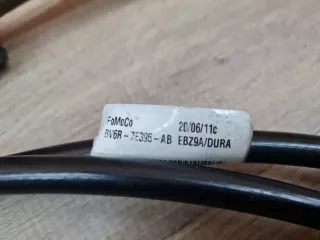 FoMoCo 20/06/11c
BV6R-7E395-AB EBZ9A/DURA